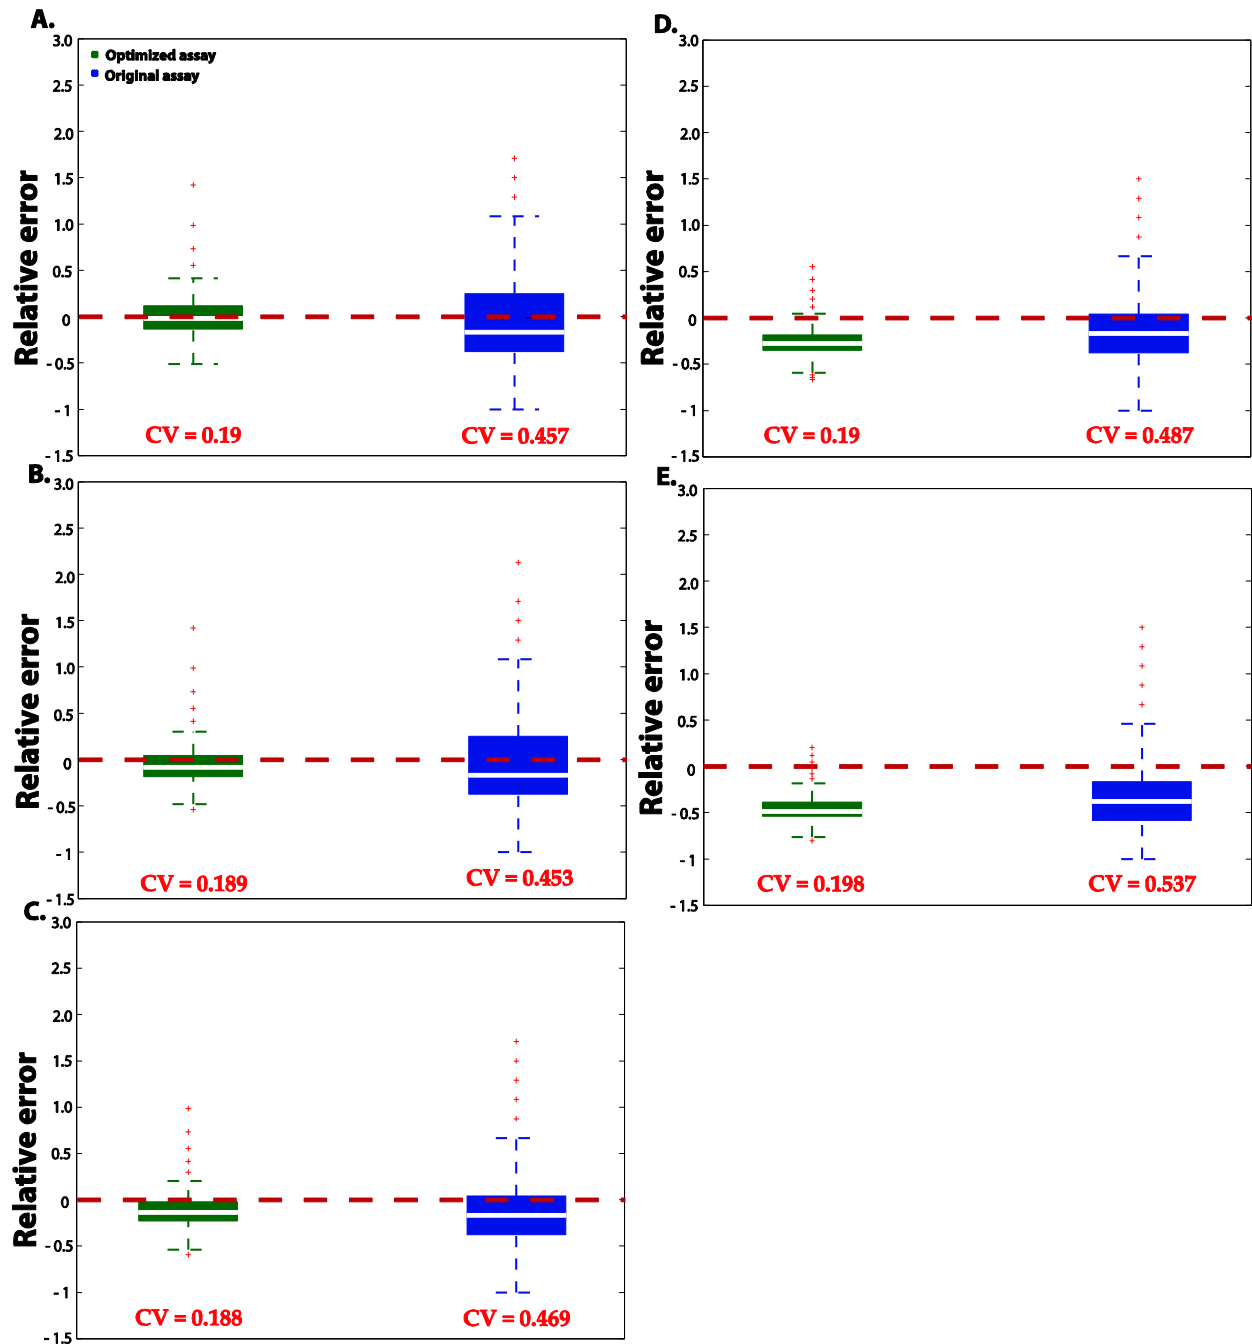 A.
3.0
2.5
2.0
1.5
1.0
0.5
0
- 0.5
- 1
- 1.5
Relative error
Optimized assay
Original assay
CV = 0.19
CV = 0.457
B.
3.0
2.5
2.0
1.5
1.0
0.5
0
- 0.5
- 1
- 1.5
Relative error
CV = 0.189
CV = 0.453
C.
3.0
2.5
2.0
1.5
1.0
0.5
0
- 0.5
- 1
- 1.5
Relative error
CV = 0.188
CV = 0.469
D.
3.0
2.5
2.0
1.5
1.0
0.5
0
- 0.5
- 1
- 1.5
Relative error
CV = 0.19
CV = 0.487
E.
3.0
2.5
2.0
1.5
1.0
0.5
0
- 0.5
- 1
- 1.5
Relative error
CV = 0.198
CV = 0.537